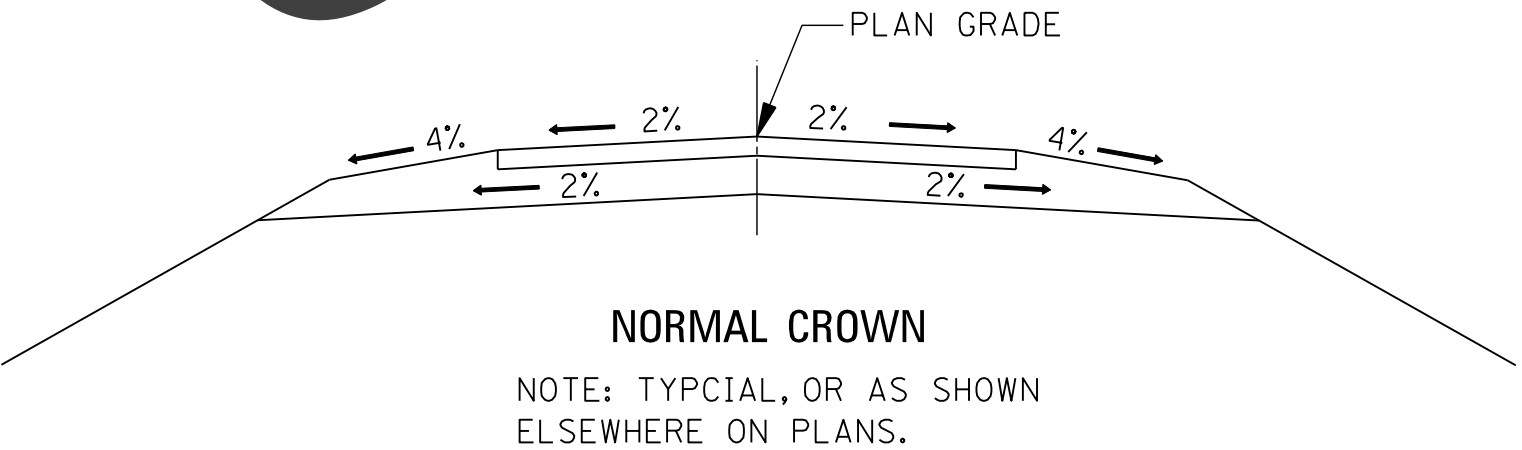 PLAN GRADE
4% 2% 2% 4%
2% 2%
NORMAL CROWN
NOTE: TYPCIAL, OR AS SHOWN
ELSEWHERE ON PLANS.